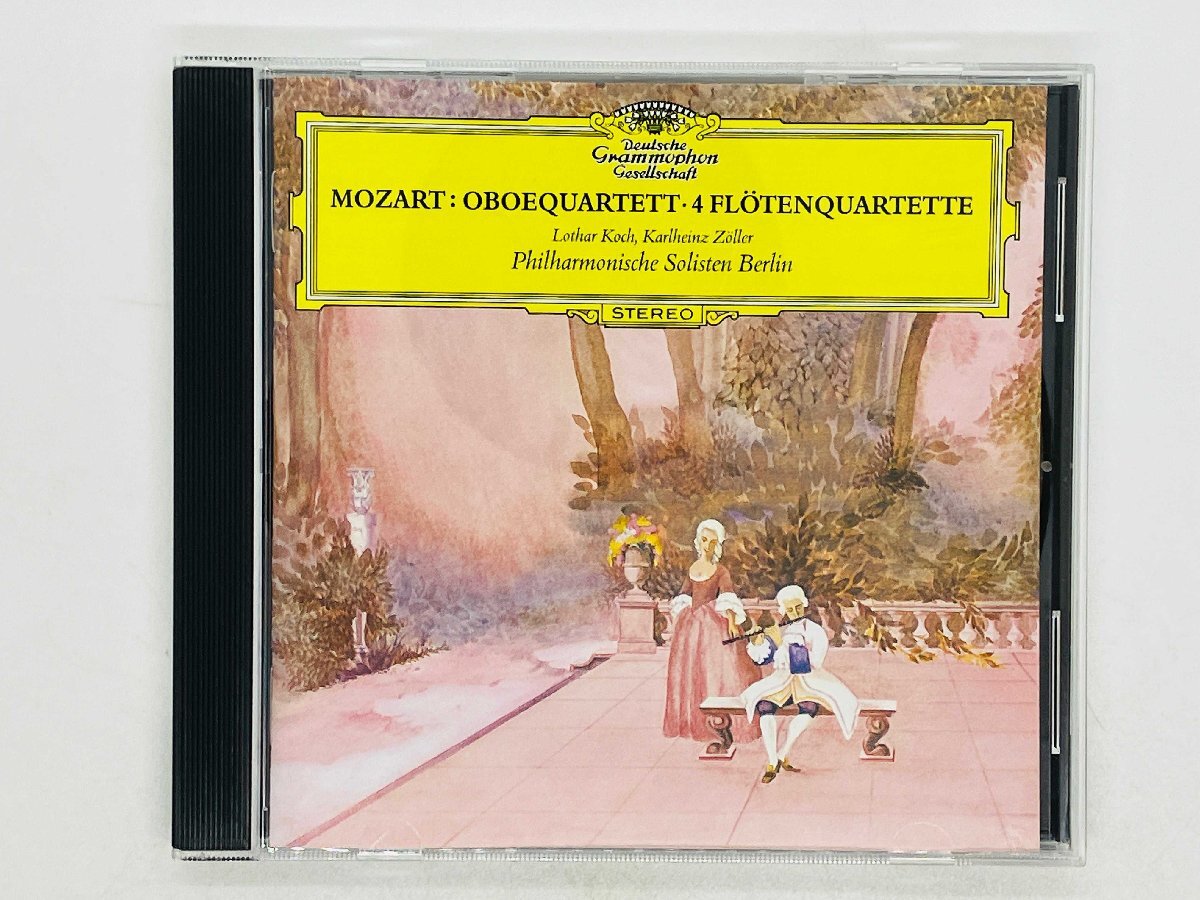 Deutsche
Grammophon
Gesellschaft
MOZART: OBOEQUARTETT · 4 FLÖTENQUARTETTE
Lothar Koch, Karlheinz Zöller
Philharmonische Solisten Berlin
STEREO